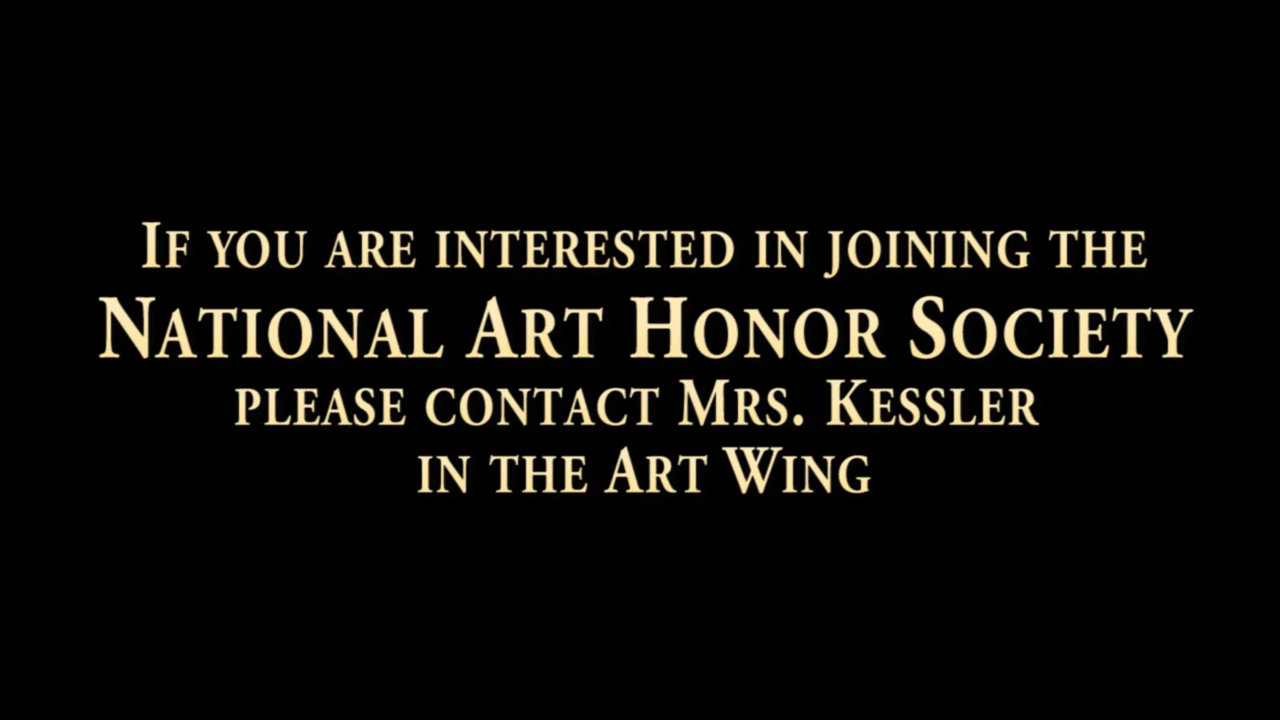 If you are interested in joining the
National Art Honor Society
please contact Mrs. Kessler
in the Art Wing